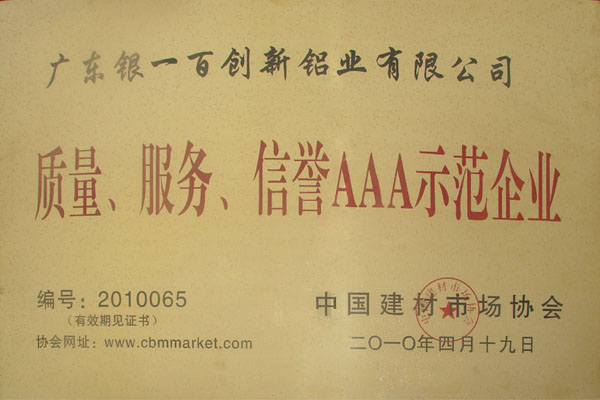 广东银一百创新铝业有限公司
质量、服务、信誉AAA示范企业
编号：2010065
（有效期见证书）
协会网址：www.cbmmarket.com
中国建材市场协会
二〇一〇年四月十九日